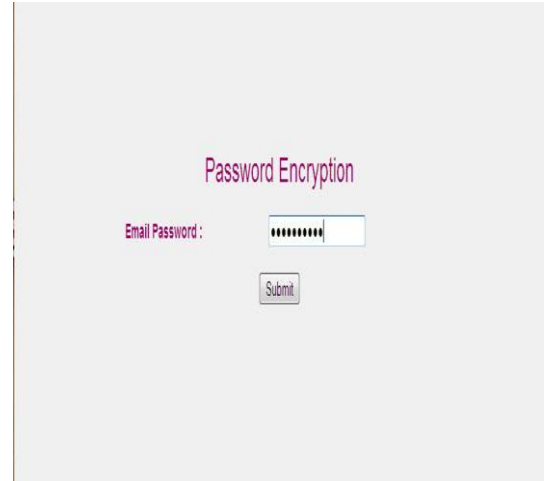 Password Encryption
Email Password :
••••••••••
Submit